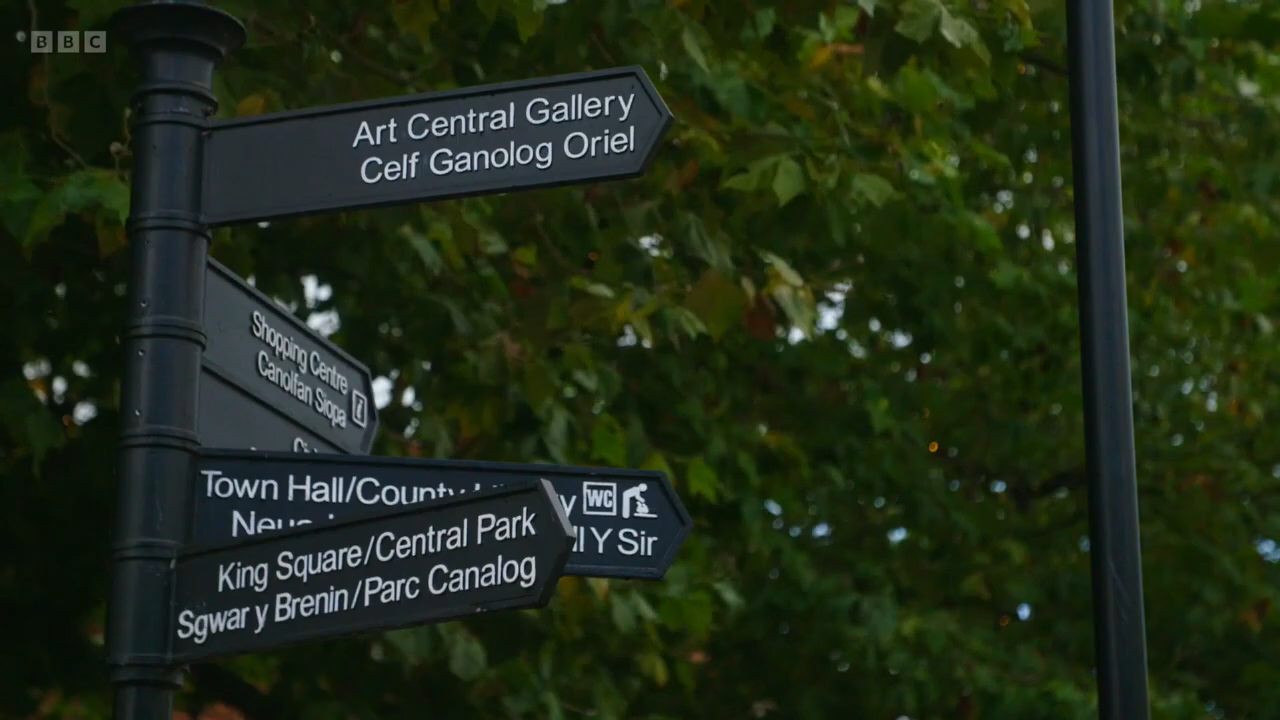 BBC
Art Central Gallery
Celf Ganolog Oriel
Shopping Centre
Canolfan Siopa
Town Hall/County
WC
Y Sir
King Square/Central Park
Sgwar y Brenin/Parc Canalog